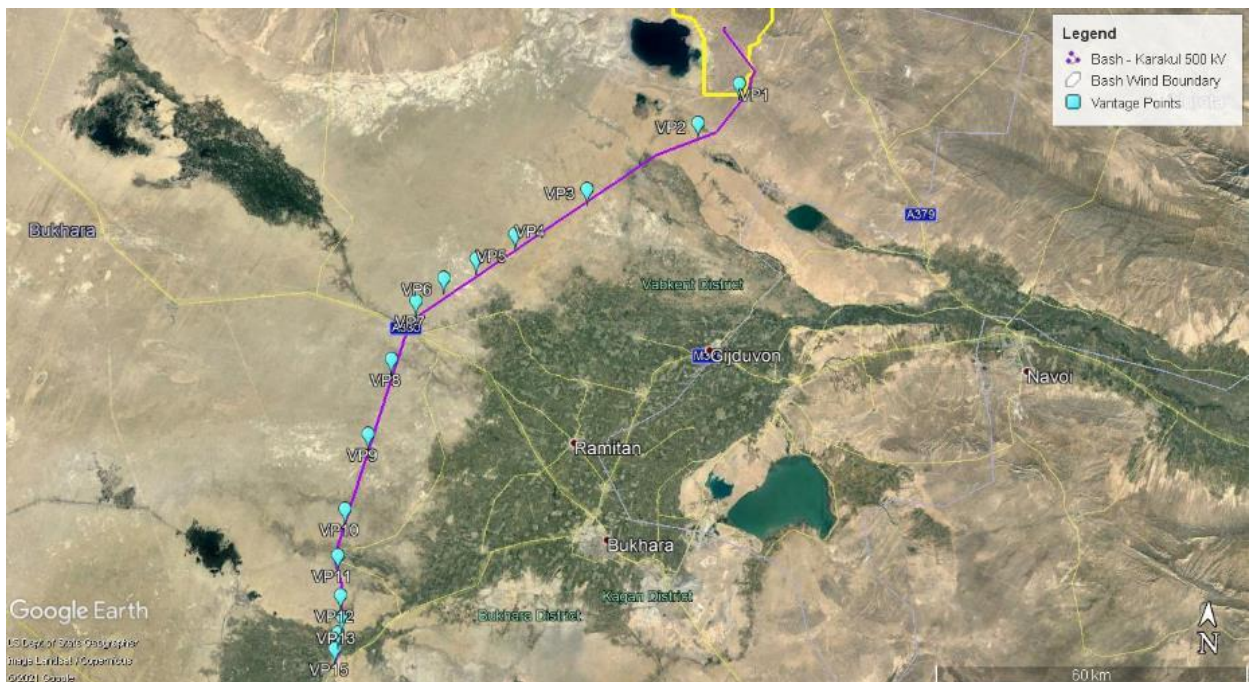 Legend
Bash - Karakul 500 kV
Bash Wind Boundary
Vantage Points
VP1
VP2
VP3
A379
VP4
Bukhara
VP5
Vabkent District
VP6
VP7
A380
Gijduvon
VP8
Navoi
Ramitan
VP9
VP10
Bukhara
VP11
Kagan District
VP12
Bukhara District
Google Earth
VP13
US Dept of State Geographer
Image Landsat / Copernicus
©2021 Google
VP15
N
60 km